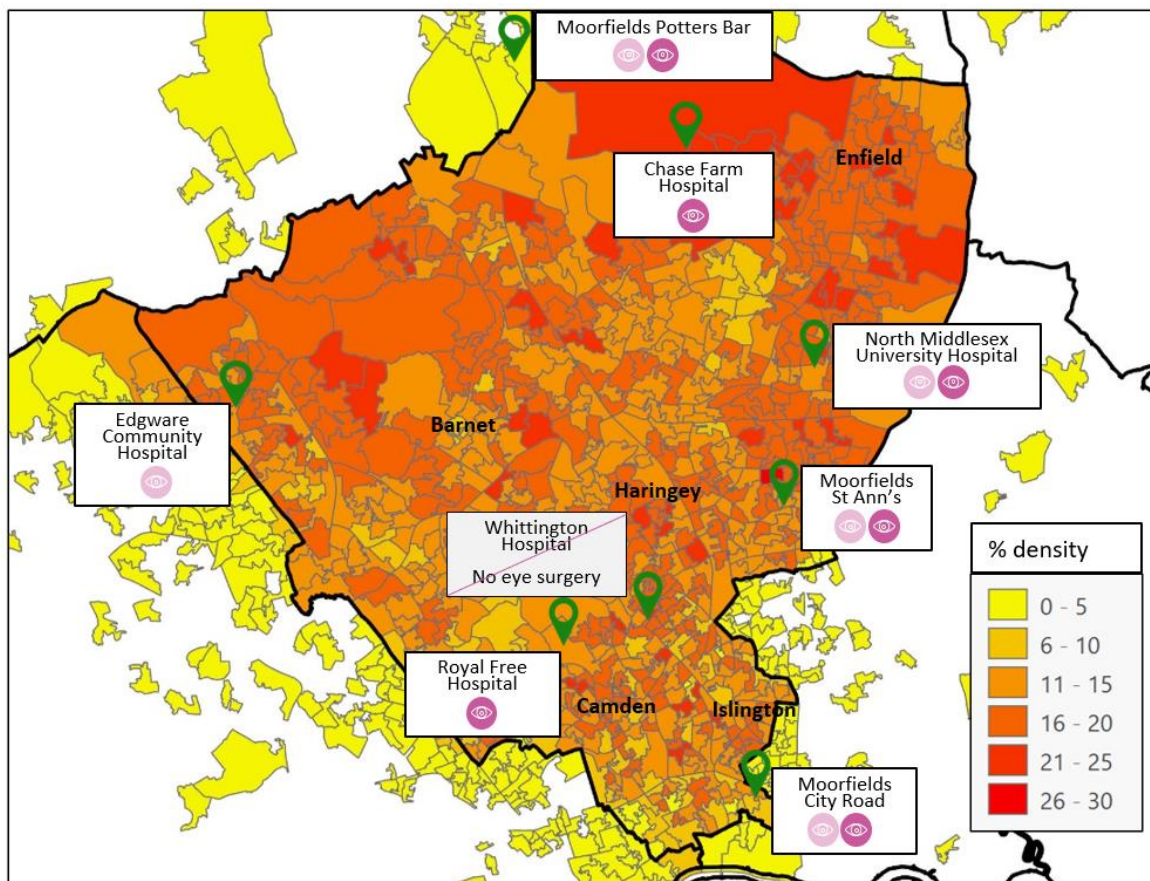 Moorfields Potters Bar
Chase Farm
Hospital
Enfield
North Middlesex
University Hospital
Edgware
Community
Hospital
Barnet
Haringey
Moorfields
St Ann's
Whittington
Hospital
No eye surgery
Royal Free
Hospital
Camden
Islington
Moorfields
City Road
% density
0 - 5
6 - 10
11 - 15
16 - 20
21 - 25
26 - 30